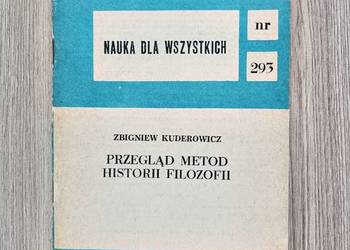 NAUKA DLA WSZYSTKICH
nr
293
ZBIGNIEW KUDEROWICZ
PRZEGLĄD METOD
HISTORII FILOZOFII